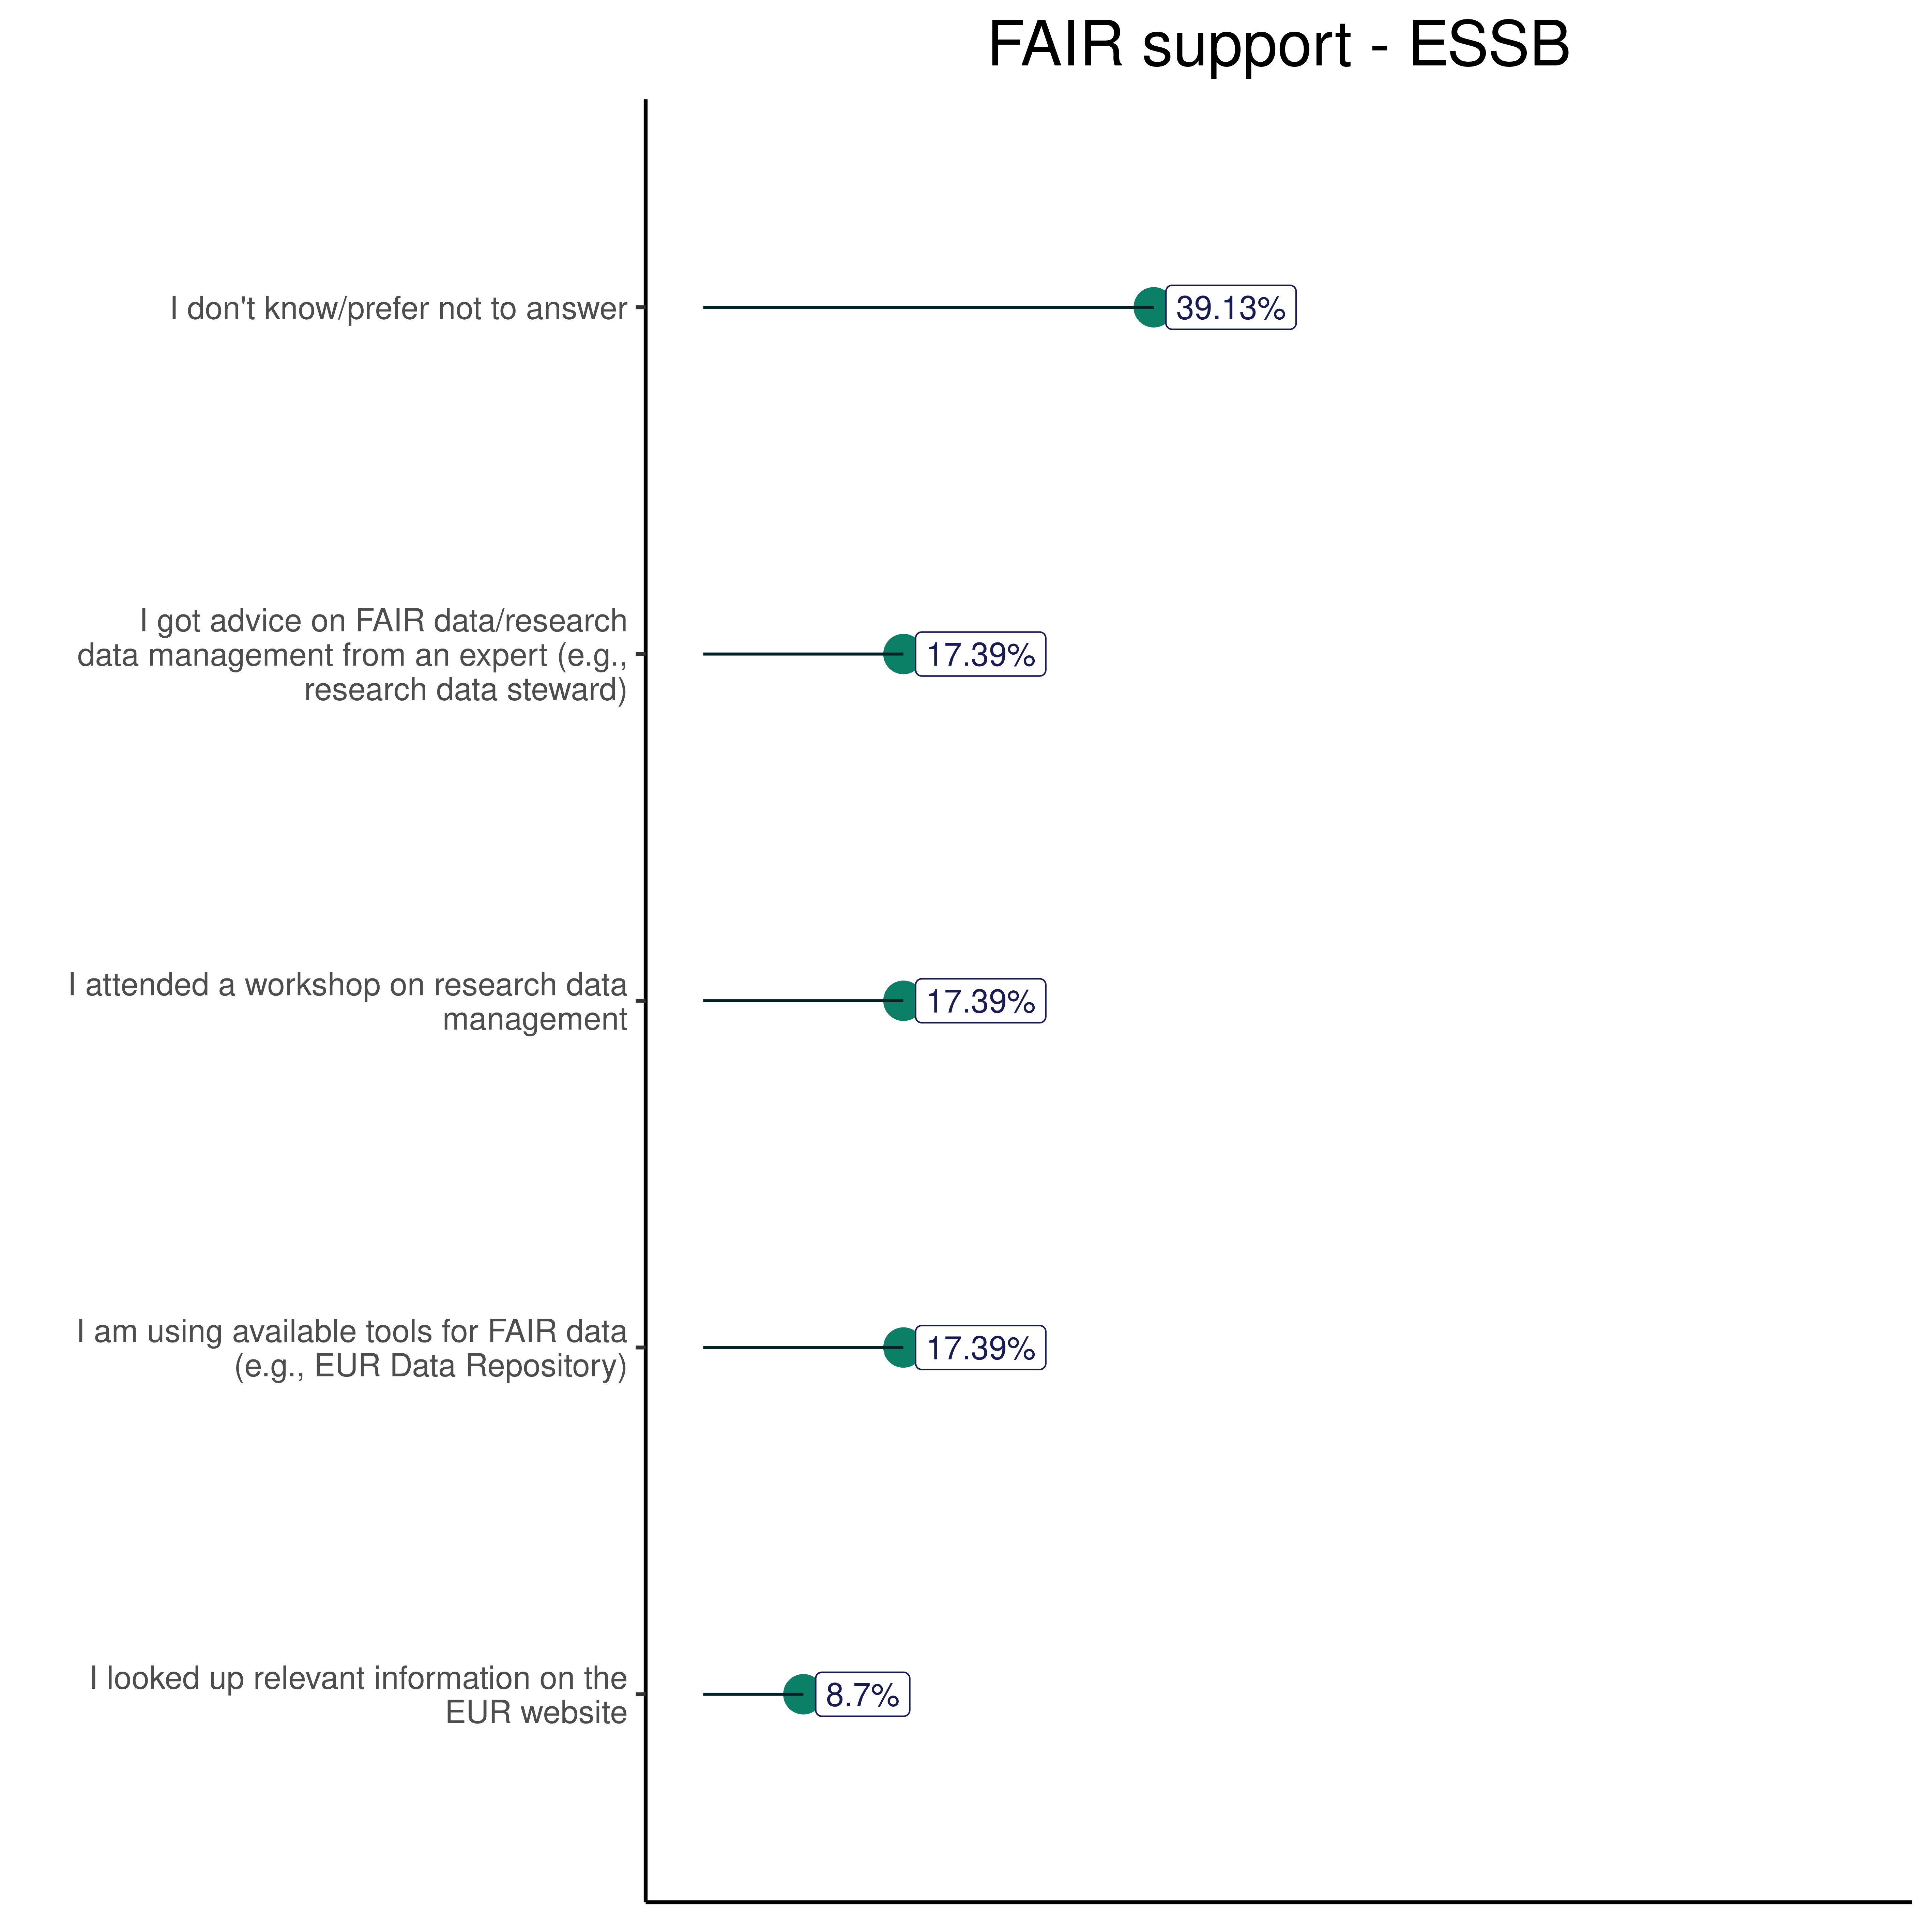 FAIR support - ESSB
I don't know/prefer not to answer
39.13%
I got advice on FAIR data/research
data management from an expert (e.g.,
research data steward)
17.39%
I attended a workshop on research data
management
17.39%
I am using available tools for FAIR data
(e.g., EUR Data Repository)
17.39%
I looked up relevant information on the
EUR website
8.7%